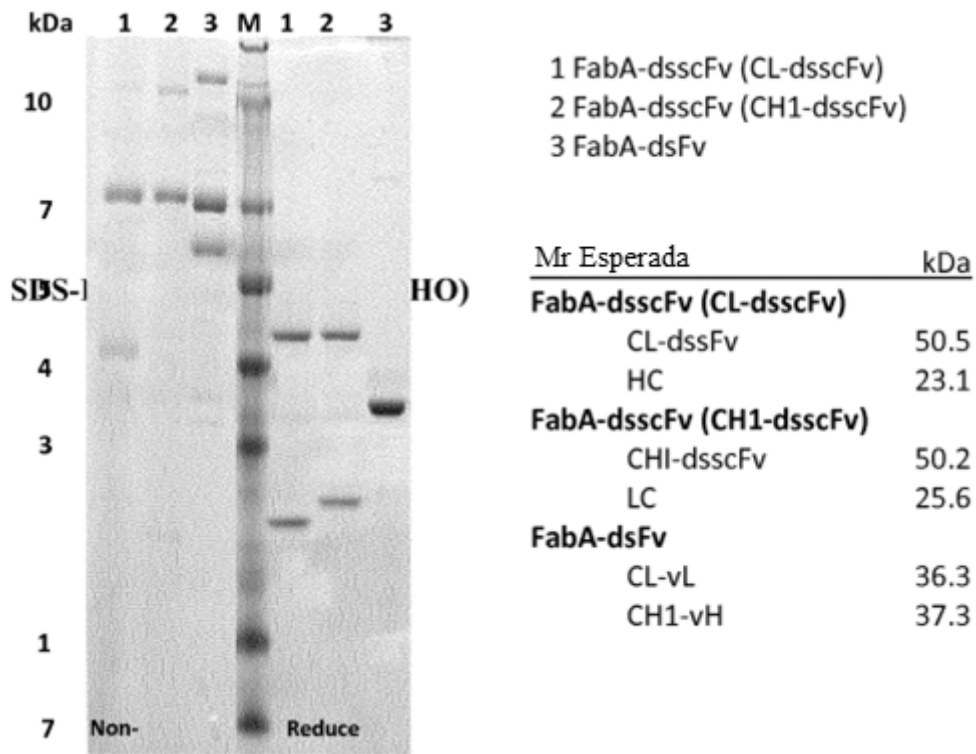 kDa 1 2 3 M 1 2 3
10
7
5
4
3
1
7
SDS-
HO)
Non-
Reduce
1 FabA-dsscFv (CL-dsscFv)
2 FabA-dsscFv (CH1-dsscFv)
3 FabA-dsFv
Mr Esperada kDa
FabA-dsscFv (CL-dsscFv)
CL-dssFv 50.5
HC 23.1
FabA-dsscFv (CH1-dsscFv)
CHI-dsscFv 50.2
LC 25.6
FabA-dsFv
CL-vL 36.3
CH1-vH 37.3